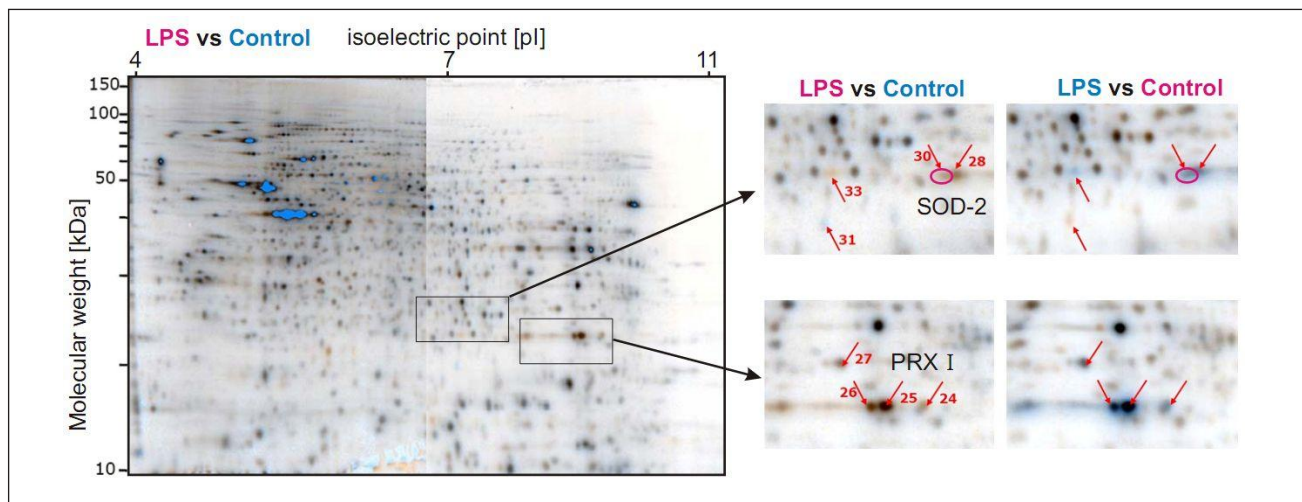 LPS vs Control isoelectric point [pI]
4 7 11
Molecular weight [kDa]
150
100
50
10
LPS vs Control
30 28
33
SOD-2
31
LPS vs Control
27
PRX I
26 25 24